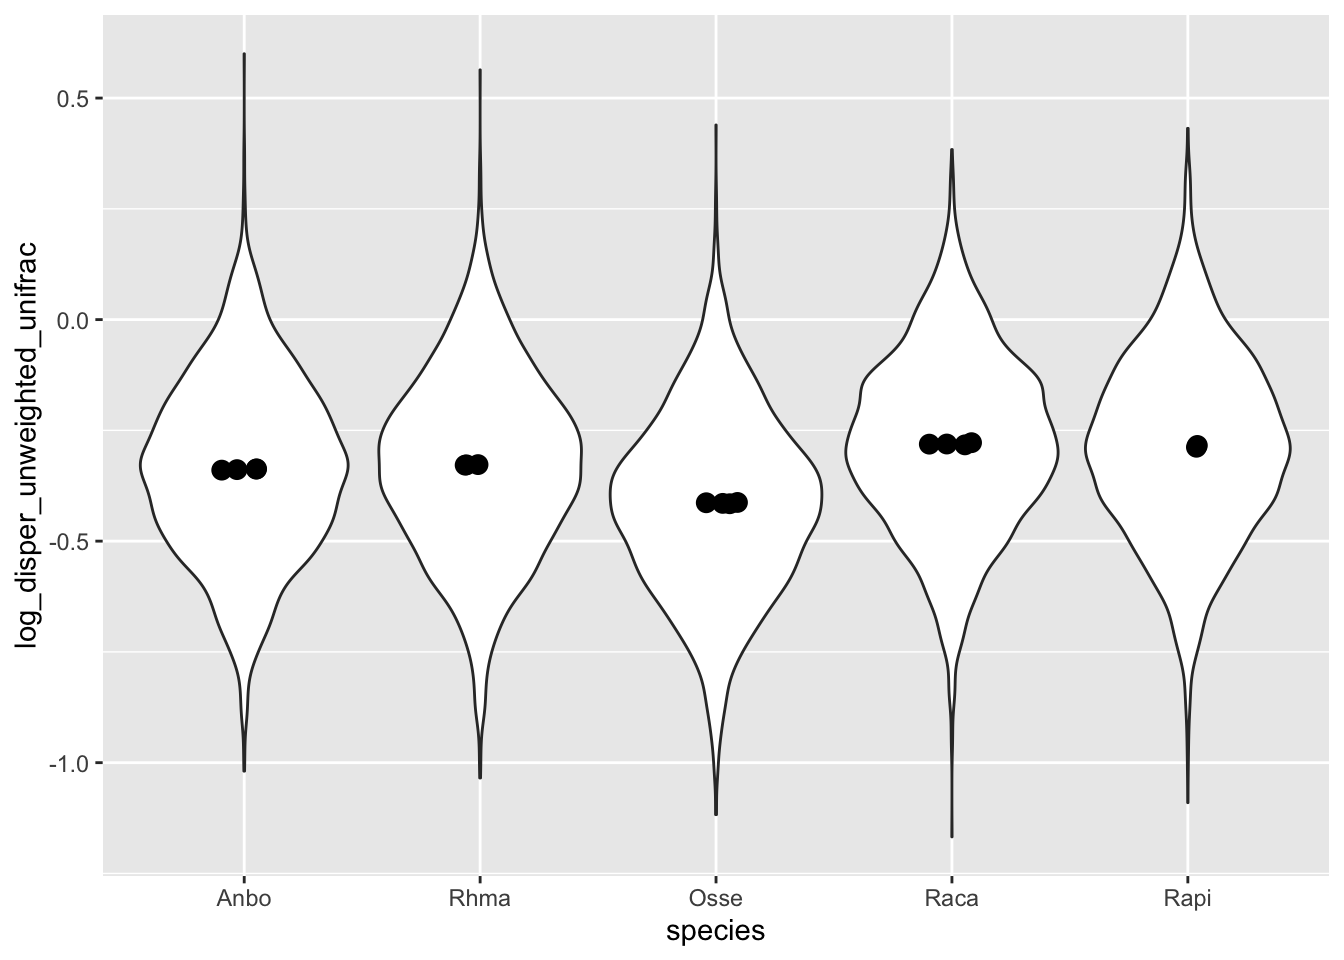 log_disper_unweighted_unifrac
0.5
0.0
-0.5
-1.0
Anbo Rhma Osse Raca Rapi
species